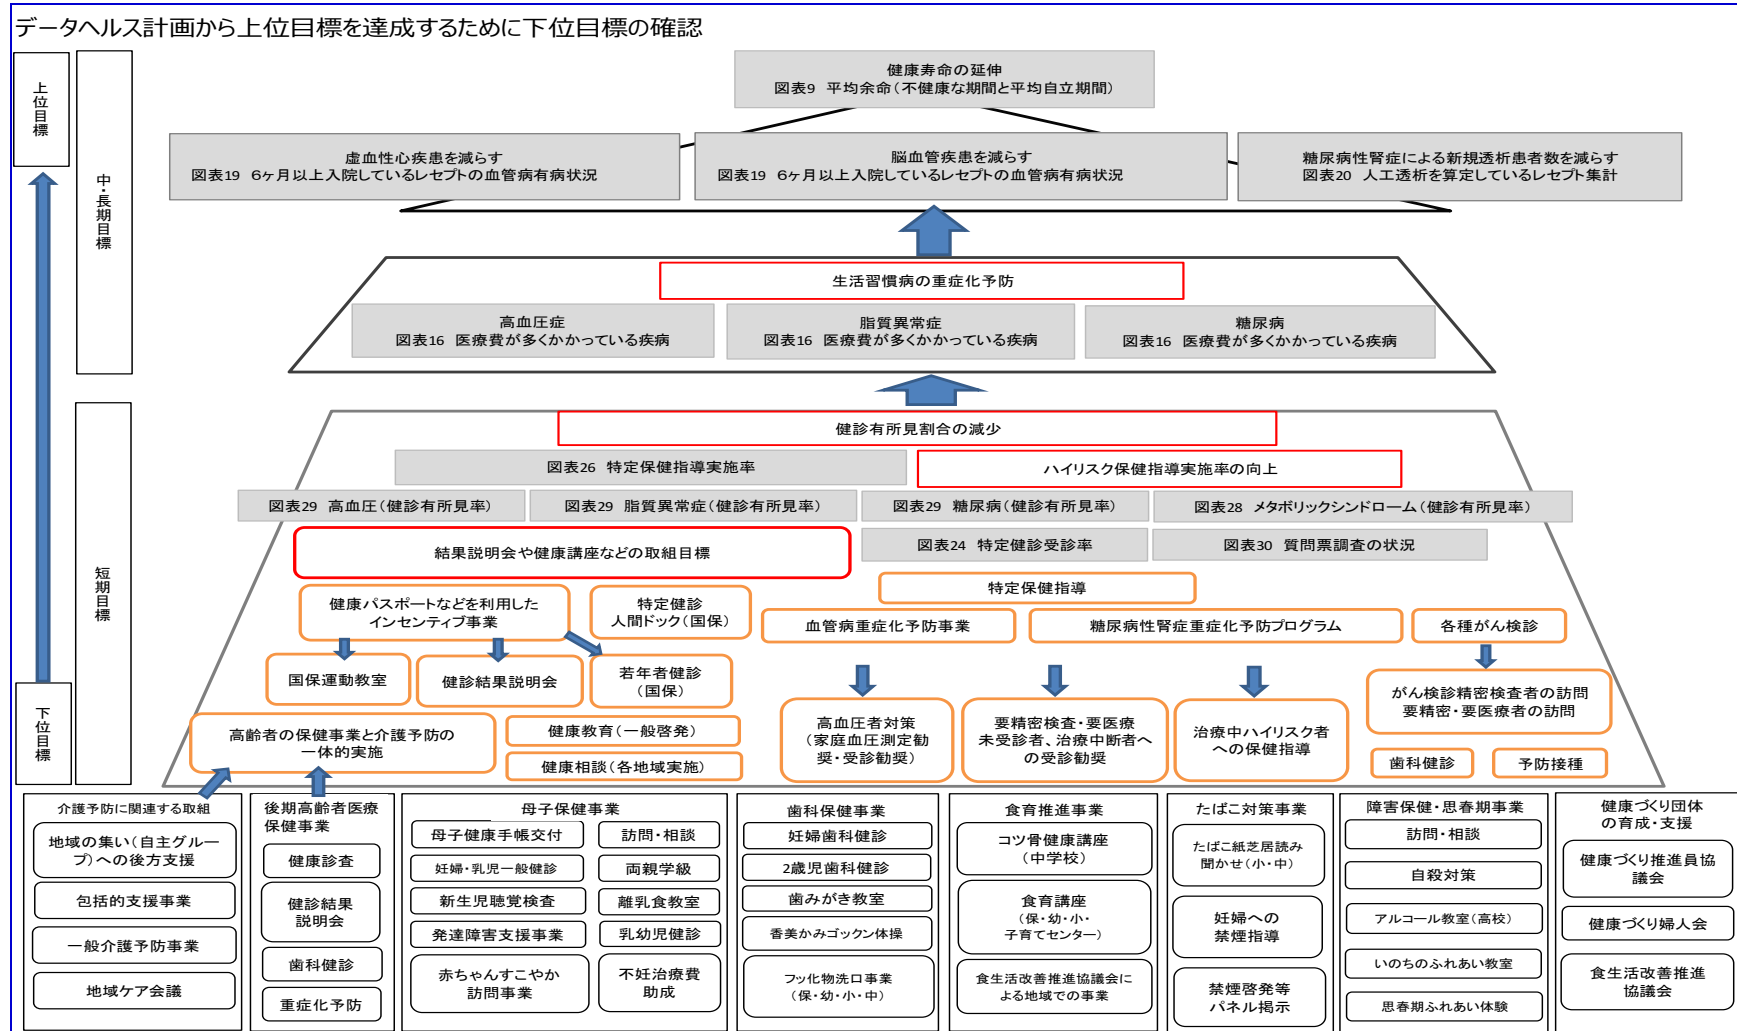 データヘルス計画から上位目標を達成するために下位目標の確認
上位目標
中・長期目標
健康寿命の延伸
図表9 平均余命（不健康な期間と平均自立期間）
虚血性心疾患を減らす
図表19 6ヶ月以上入院しているレセプトの血管病有病状況
脳血管疾患を減らす
図表19 6ヶ月以上入院しているレセプトの血管病有病状況
糖尿病性腎症による新規透析患者数を減らす
図表20 人工透析を算定しているレセプト集計
生活習慣病の重症化予防
高血圧症
図表16 医療費が多くかかっている疾病
脂質異常症
図表16 医療費が多くかかっている疾病
糖尿病
図表16 医療費が多くかかっている疾病
短期目標
下位目標
健診有所見割合の減少
図表26 特定保健指導実施率
ハイリスク保健指導実施率の向上
図表29 高血圧（健診有所見率）
図表29 脂質異常症（健診有所見率）
図表29 糖尿病（健診有所見率）
図表28 メタボリックシンドローム（健診有所見率）
結果説明会や健康講座などの取組目標
図表24 特定健診受診率
図表30 質問票調査の状況
特定保健指導
健康パスポートなどを利用した
インセンティブ事業
特定健診
人間ドック（国保）
血管病重症化予防事業
糖尿病性腎症重症化予防プログラム
各種がん検診
国保運動教室
健診結果説明会
若年者健診
（国保）
がん検診精密検査者の訪問
要精密・要医療者の訪問
高齢者の保健事業と介護予防の
一体的実施
健康教育（一般啓発）
健康相談（各地域実施）
高血圧者対策
（家庭血圧測定勧
奨・受診勧奨）
要精密検査・要医療
未受診者、治療中断者へ
の受診勧奨
治療中ハイリスク者
への保健指導
歯科健診
予防接種
介護予防に関連する取組
地域の集い（自主グルー
プ）への後方支援
包括的支援事業
一般介護予防事業
地域ケア会議
後期高齢者医療
保健事業
健康診査
健診結果
説明会
歯科健診
重症化予防
母子保健事業
母子健康手帳交付
訪問・相談
妊婦・乳児一般健診
両親学級
新生児聴覚検査
離乳食教室
発達障害支援事業
乳幼児健診
赤ちゃんすこやか
訪問事業
不妊治療費
助成
歯科保健事業
妊婦歯科健診
2歳児歯科健診
歯みがき教室
香美かみゴックン体操
フッ化物洗口事業
（保・幼・小・中）
食育推進事業
コツ骨健康講座
（中学校）
食育講座
（保・幼・小・
子育てセンター）
食生活改善推進協議会に
よる地域での事業
たばこ対策事業
たばこ紙芝居読み
聞かせ（小・中）
妊婦への
禁煙指導
禁煙啓発等
パネル掲示
障害保健・思春期事業
訪問・相談
自殺対策
アルコール教室（高校）
いのちのふれあい教室
思春期ふれあい体験
健康づくり団体
の育成・支援
健康づくり推進員協
議会
健康づくり婦人会
食生活改善推進
協議会